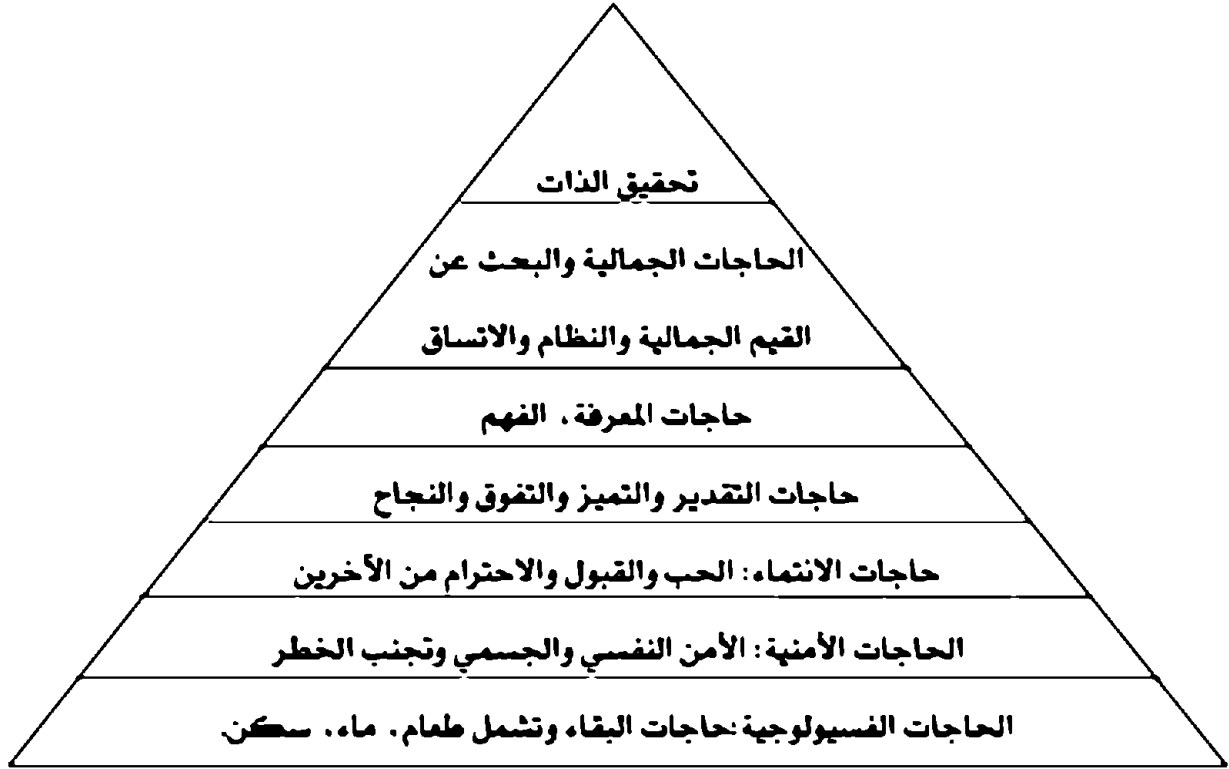 تحقيق الذات
الحاجات الجمالية والبحث عن
القيم الجمالية والنظام والاتساق
حاجات المعرفة، الفهم
حاجات التقدير والتميز والتفوق والنجاح
حاجات الانتماء: الحب والقبول والاحترام من الآخرين
الحاجات الأمنية: الأمن النفسي والجسمي وتجنب الخطر
الحاجات الفسيولوجية: حاجات البقاء وتشمل طعام، ماء، سكن.